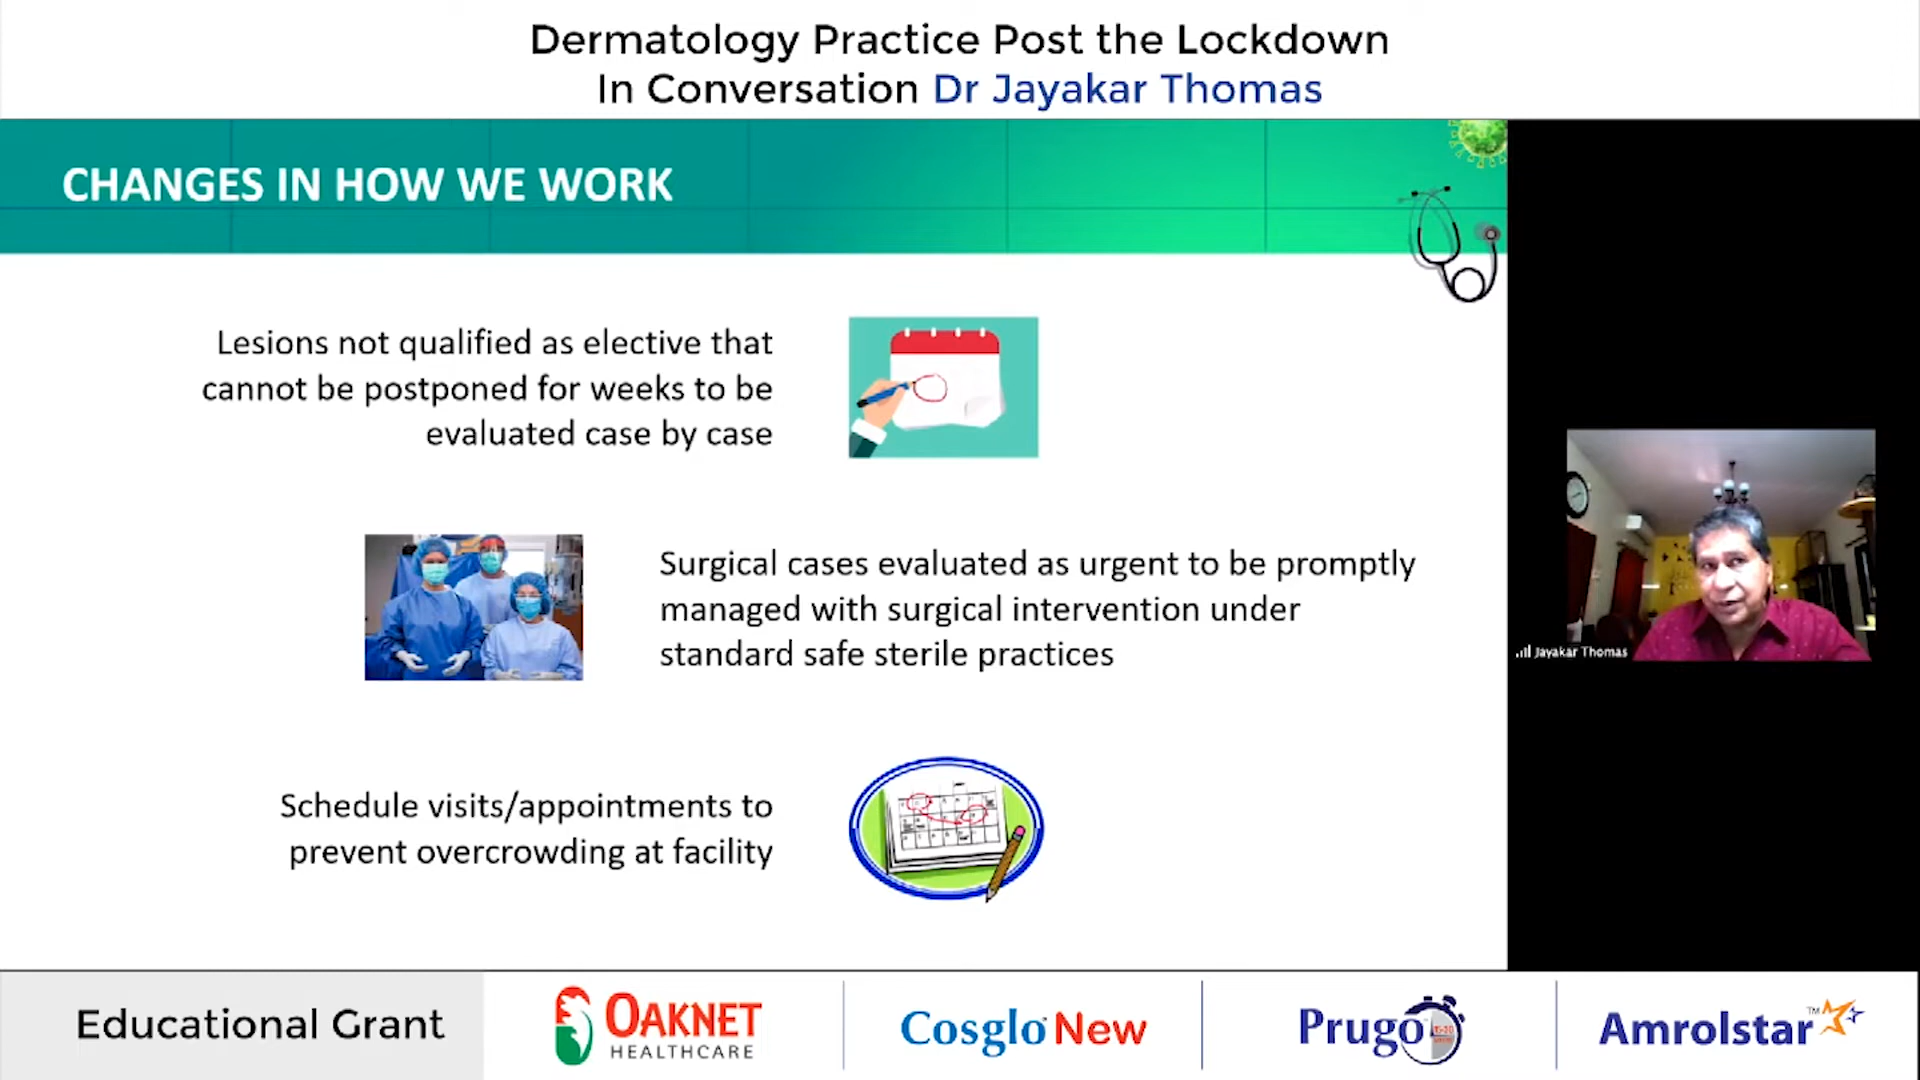 Dermatology Practice Post the Lockdown
In Conversation Dr Jayakar Thomas
CHANGES IN HOW WE WORK
Lesions not qualified as elective that
cannot be postponed for weeks to be
evaluated case by case
Surgical cases evaluated as urgent to be promptly
managed with surgical intervention under
standard safe sterile practices
Schedule visits/appointments to
prevent overcrowding at facility
Jayakar Thomas
Educational Grant
OAKNET
HEALTHCARE
Cosglo New
Prugo
Amrolstar™